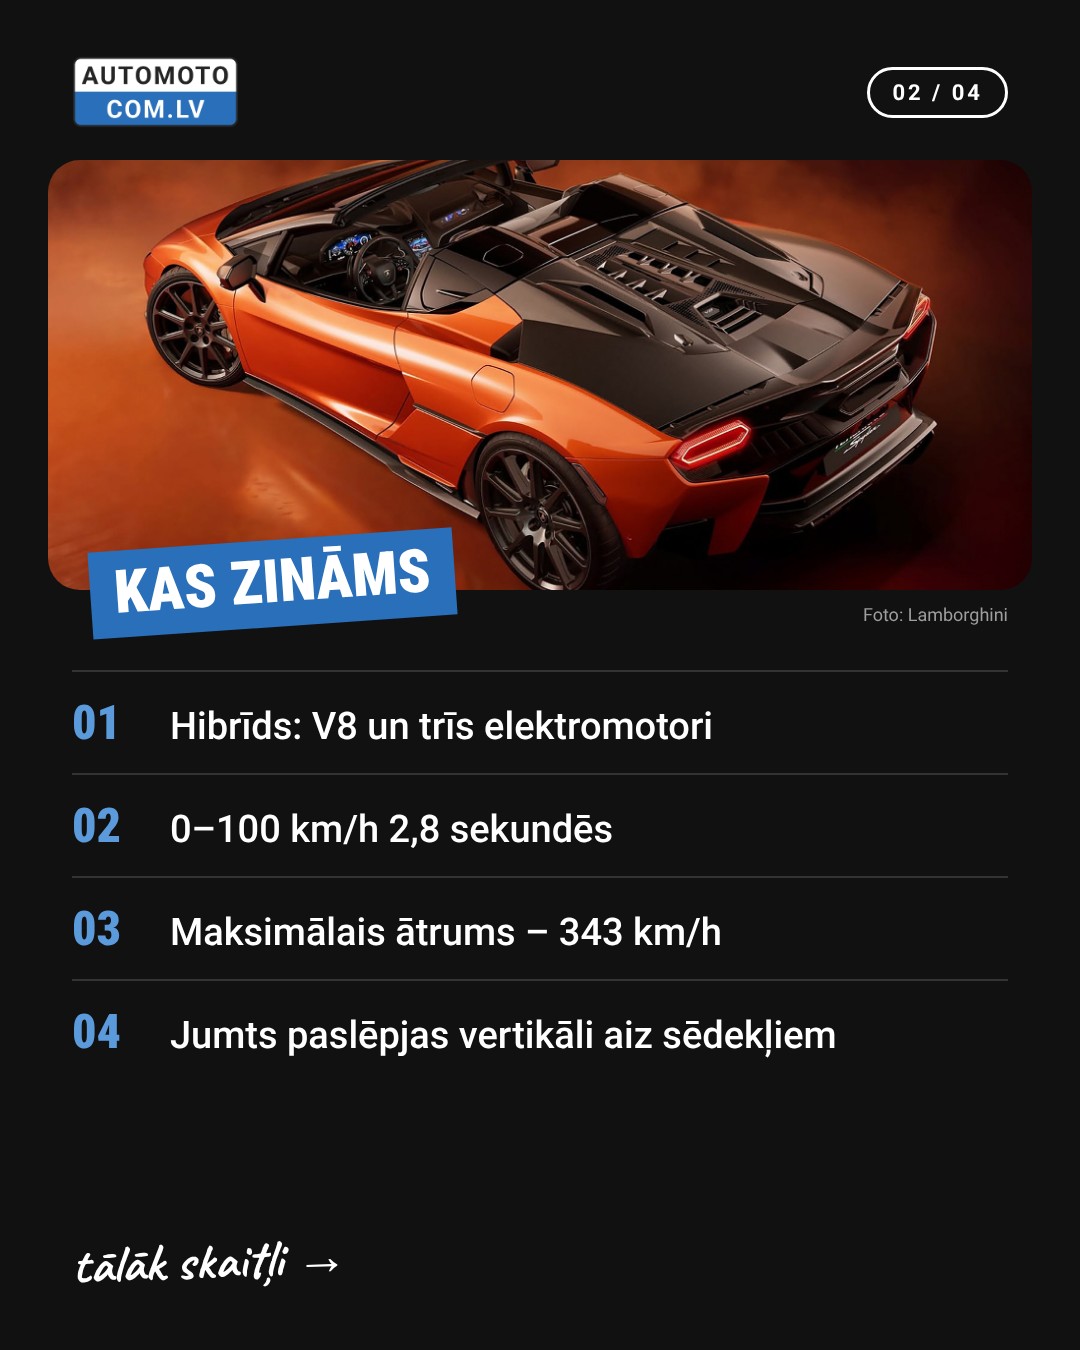 AUTOMOTO
COM.LV
02 / 04
KAS ZINĀMS
Foto: Lamborghini
01 Hibrīds: V8 un trīs elektromotori
02 0–100 km/h 2,8 sekundēs
03 Maksimālais ātrums – 343 km/h
04 Jumts paslēpjas vertikāli aiz sēdekļiem
tālāk skaitļi →